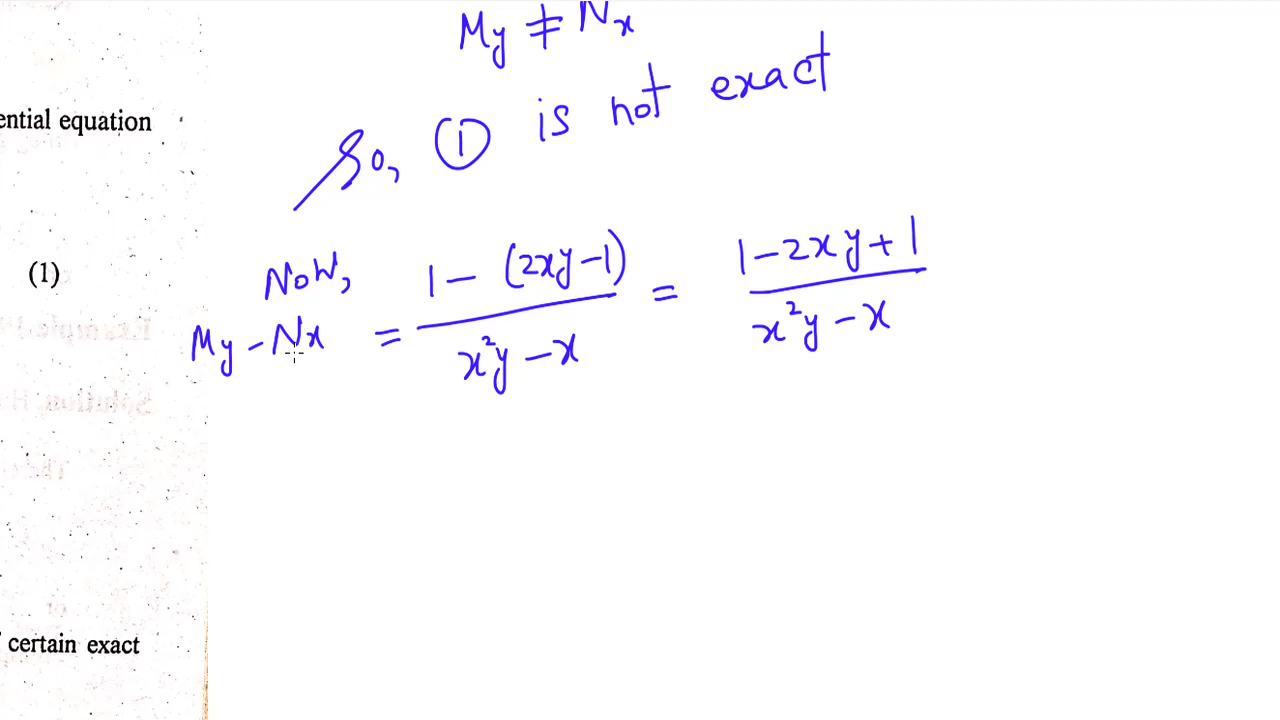 My ≠ Nx
ential equation
So, ① is not exact
(1)
Now,
My - Nx = 1 - (2xy - 1) / x²y - x = 1 - 2xy + 1 / x²y - x
certain exact